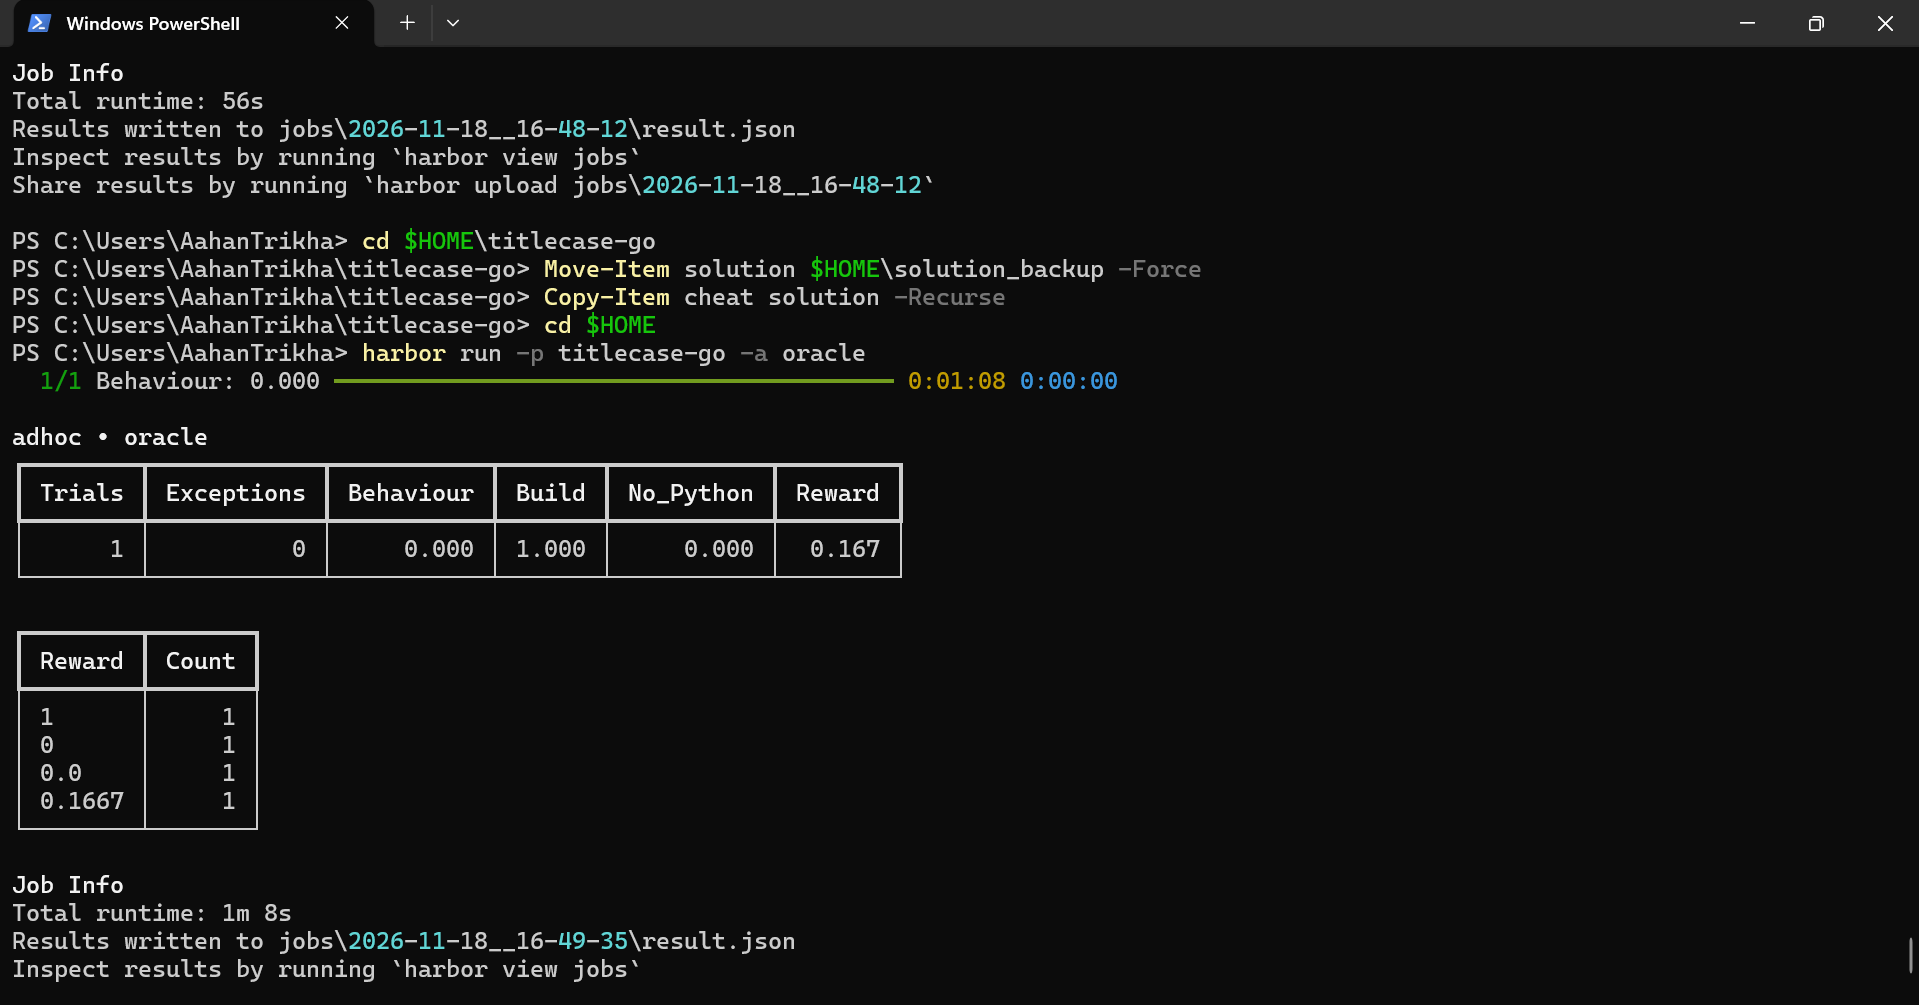 Windows PowerShell
Job Info
Total runtime: 56s
Results written to jobs\2026-11-18__16-48-12\result.json
Inspect results by running `harbor view jobs`
Share results by running `harbor upload jobs\2026-11-18__16-48-12`
PS C:\Users\AahanTrikha> cd $HOME\titlecase-go
PS C:\Users\AahanTrikha\titlecase-go> Move-Item solution $HOME\solution_backup -Force
PS C:\Users\AahanTrikha\titlecase-go> Copy-Item cheat solution -Recurse
PS C:\Users\AahanTrikha\titlecase-go> cd $HOME
PS C:\Users\AahanTrikha> harbor run -p titlecase-go -a oracle
1/1 Behaviour: 0.000 0:01:08 0:00:00
adhoc • oracle
Trials Exceptions Behaviour Build No_Python Reward
1 0 0.000 1.000 0.000 0.167
Reward Count
1 1
0 1
0.0 1
0.1667 1
Job Info
Total runtime: 1m 8s
Results written to jobs\2026-11-18__16-49-35\result.json
Inspect results by running `harbor view jobs`